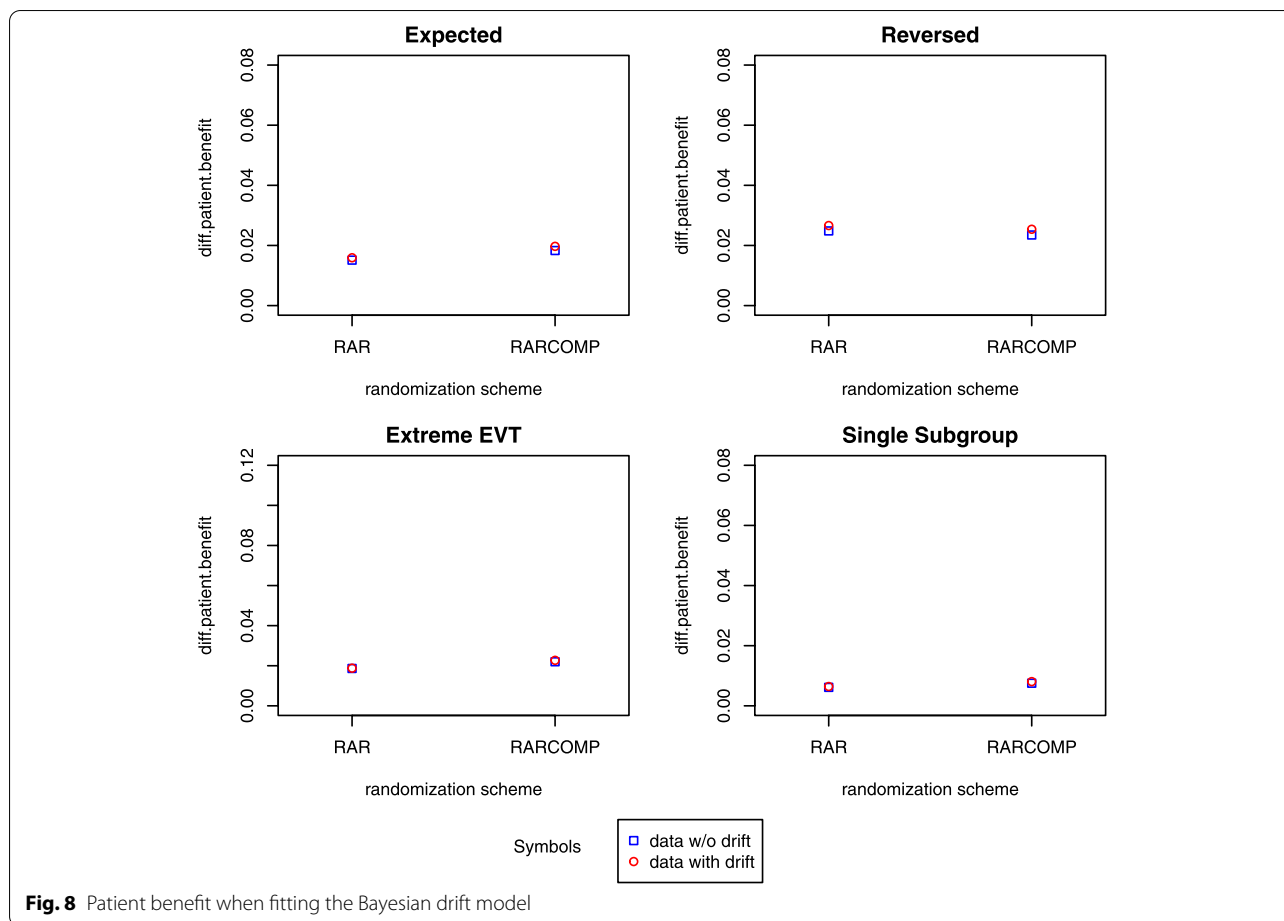 Expected
diff.patient.benefit
0.08
0.06
0.04
0.02
0.00
RAR RARCOMP
randomization scheme
Reversed
diff.patient.benefit
0.08
0.06
0.04
0.02
0.00
RAR RARCOMP
randomization scheme
Extreme EVT
diff.patient.benefit
0.12
0.08
0.04
0.00
RAR RARCOMP
randomization scheme
Single Subgroup
diff.patient.benefit
0.08
0.06
0.04
0.02
0.00
RAR RARCOMP
randomization scheme
Symbols
data w/o drift
data with drift
Fig. 8 Patient benefit when fitting the Bayesian drift model